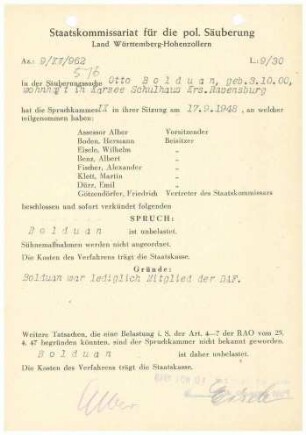 Staatskommissariat für die pol. Säuberung
Land Württemberg-Hohenzollern
Az.: 9/II/962 L: 9/30
576
In der Säuberungssache Otto Bolduan, geb. 3.10.00,
wohnhaft in Karsee Schulhaus Krs. Ravensburg
hat die Spruchkammer II in ihrer Sitzung am 17.9.1948, an welcher
teilgenommen haben:
Assessor Alber Vorsitzender
Boden, Hermann Beisitzer
Eisele, Wilhelm "
Benz, Albert "
Fischer, Alexander "
Klett, Martin "
Dürr, Emil "
Götzendörfer, Friedrich Vertreter des Staatskommissars
beschlossen und sofort verkündet folgenden
SPRUCH:
Bolduan ist unbelastet.
Sühnemaßnahmen werden nicht angeordnet.
Die Kosten des Verfahrens trägt die Staatskasse.
Gründe:
Bolduan war lediglich Mitglied der DAF.
Weitere Tatsachen, die eine Belastung i. S. der Art. 4—7 der RAO vom 25.
4. 47 begründen könnten, sind der Spruchkammer nicht bekannt geworden.
Bolduan ist daher unbelastet.
Die Kosten des Verfahrens trägt die Staatskasse.
Alber